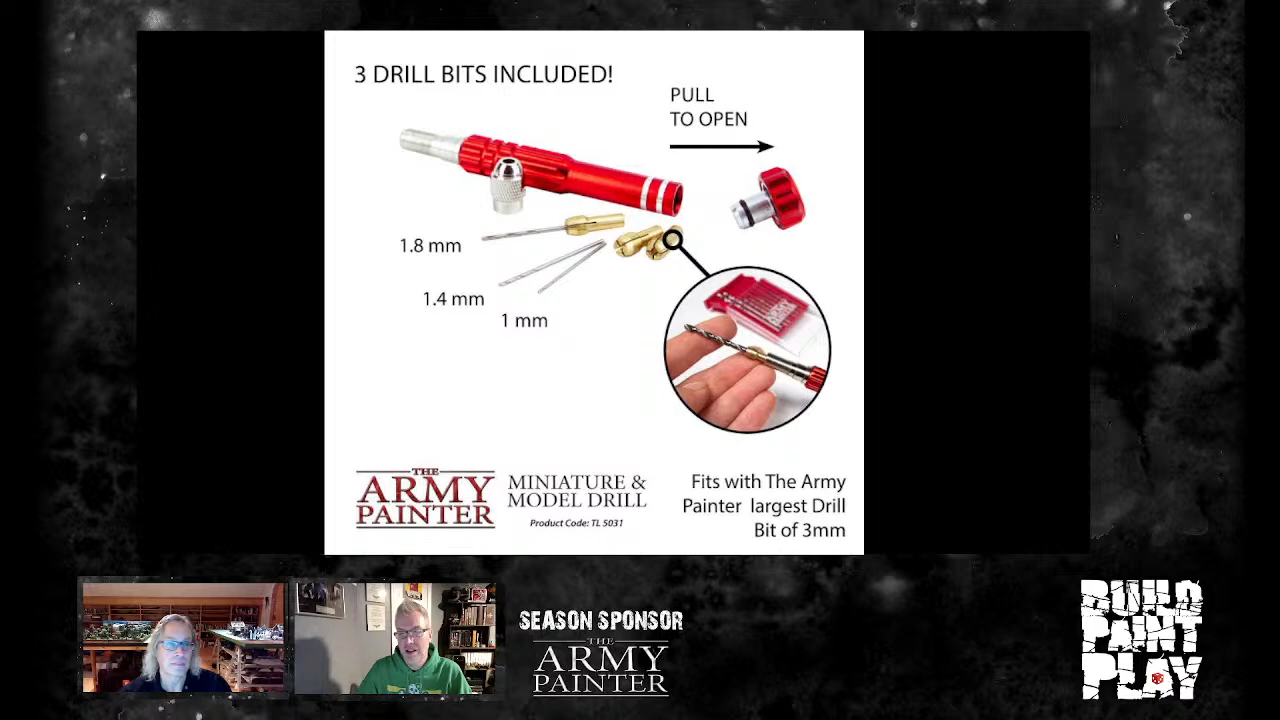 3 DRILL BITS INCLUDED!
PULL
TO OPEN
1.8 mm
1.4 mm
1 mm
THE
ARMY
PAINTER
MINIATURE &
MODEL DRILL
Product Code: TL 5031
Fits with The Army
Painter largest Drill
Bit of 3mm
SEASON SPONSOR
THE
ARMY
PAINTER
BUILD
PAINT
PLAY